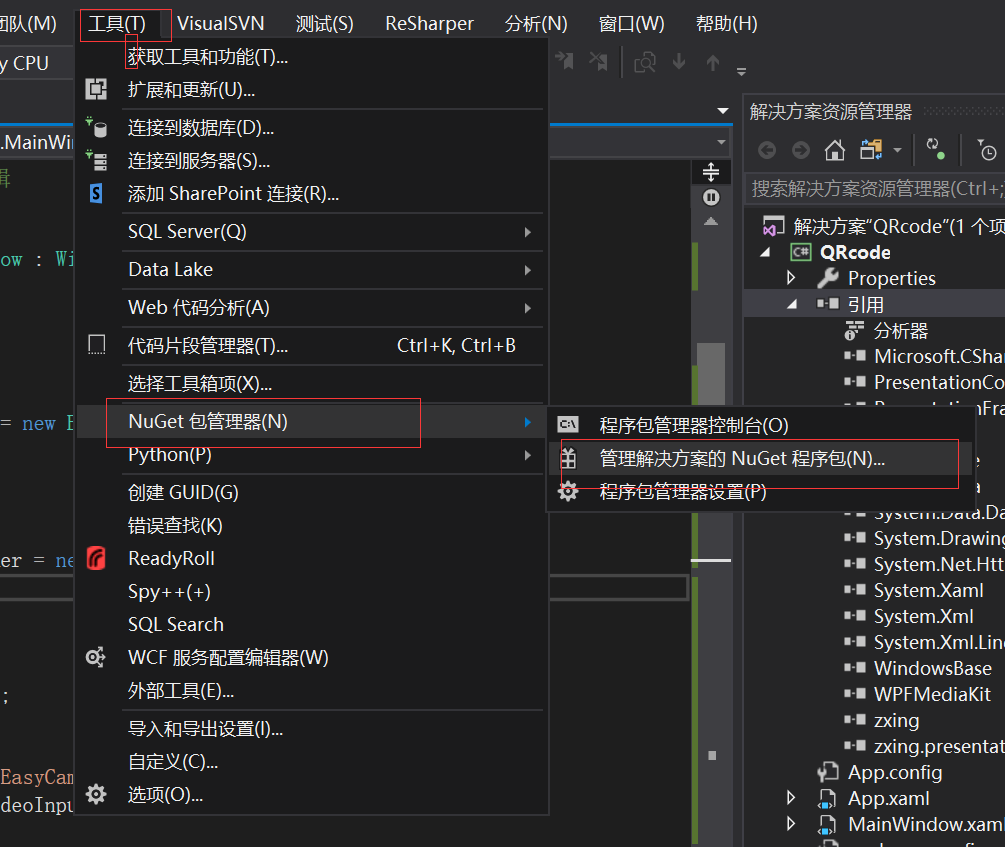 团队(M) 工具(T) VisualSVN 测试(S) ReSharper 分析(N) 窗口(W) 帮助(H)
y CPU
获取工具和功能(T)...
扩展和更新(U)...
连接到数据库(D)...
连接到服务器(S)...
添加 SharePoint 连接(R)...
SQL Server(Q)
Data Lake
Web 代码分析(A)
代码片段管理器(T)... Ctrl+K, Ctrl+B
选择工具箱项(X)...
NuGet 包管理器(N)
Python(P)
创建 GUID(G)
错误查找(K)
ReadyRoll
Spy++(+)
SQL Search
WCF 服务配置编辑器(W)
外部工具(E)...
导入和导出设置(I)...
自定义(C)...
选项(O)...
程序包管理器控制台(O)
管理解决方案的 NuGet 程序包(N)...
程序包管理器设置(P)
.MainWin
ow : Wi
= new E
er = ne
;
EasyCam
deoInpu
解决方案资源管理器
搜索解决方案资源管理器(Ctrl+;
解决方案"QRcode"(1 个项
QRcode
Properties
引用
分析器
Microsoft.CShar
PresentationCo
PresentationFra
System.Data.Da
System.Drawing
System.Net.Htt
System.Xaml
System.Xml
System.Xml.Lin
WindowsBase
WPFMediaKit
zxing
zxing.presentat
App.config
App.xaml
MainWindow.xaml